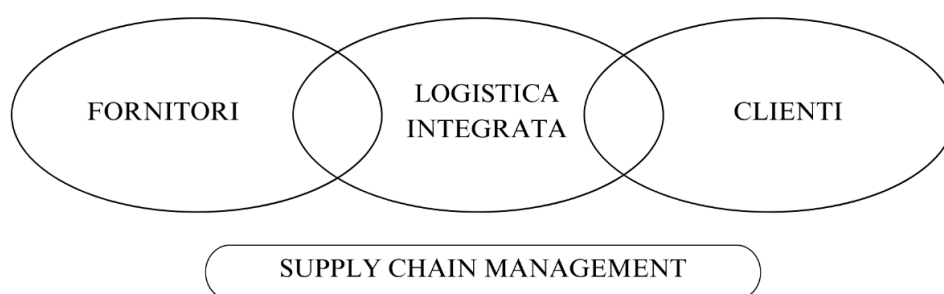 FORNITORI
LOGISTICA
INTEGRATA
CLIENTI
SUPPLY CHAIN MANAGEMENT